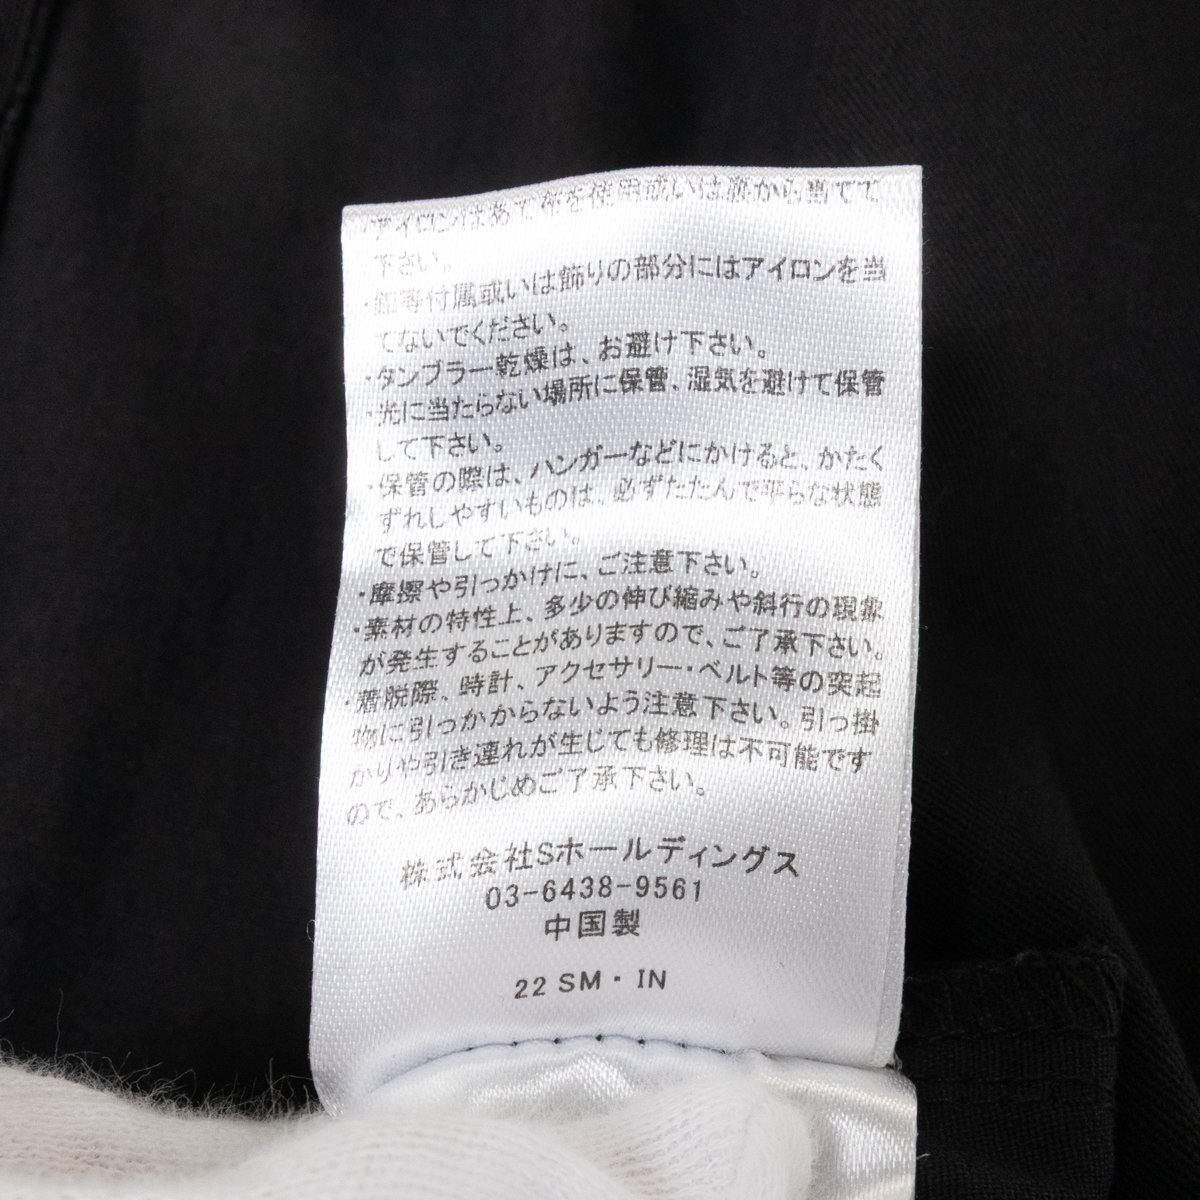 ・アイロンはあて布を使用或いは裏から当てて
下さい。
・釦等付属或いは飾りの部分にはアイロンを当
てないでください。
・タンブラー乾燥は、お避け下さい。
・光に当たらない場所に保管、湿気を避けて保管
して下さい。
・保管の際は、ハンガーなどにかけると、かたく
ずれしやすいものは、必ずたたんで平らな状態
で保管して下さい。
・摩擦や引っかけに、ご注意下さい。
・素材の特性上、多少の伸び縮みや斜行の現象
が発生することがありますので、ご了承下さい。
・着脱際、時計、アクセサリー・ベルト等の突起
物に引っかからないよう注意下さい。引っ掛
かりや引き連れが生じても修理は不可能です
ので、あらかじめご了承下さい。
株式会社Sホールディングス
03-6438-9561
中国製
22 SM・IN